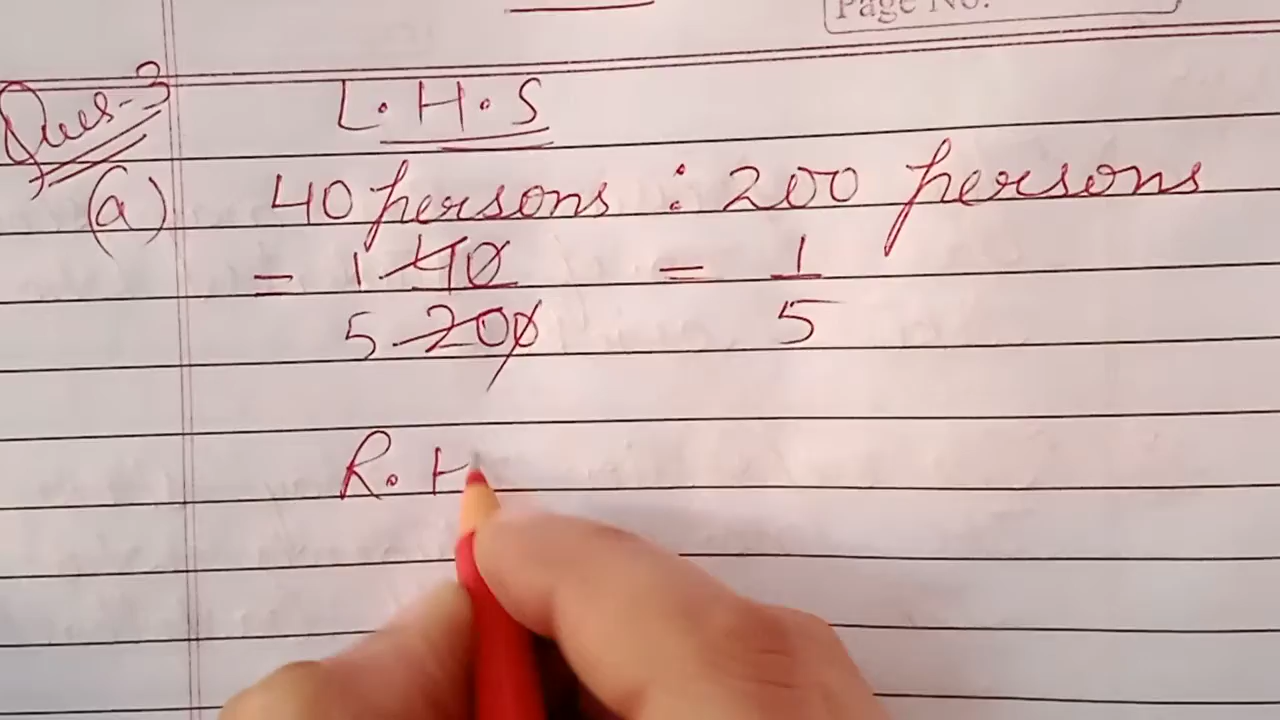 Page No.
Ques-3
L.H.S
(a) 40 persons : 200 persons
= 1 40 = 1
5 200 5
R. H